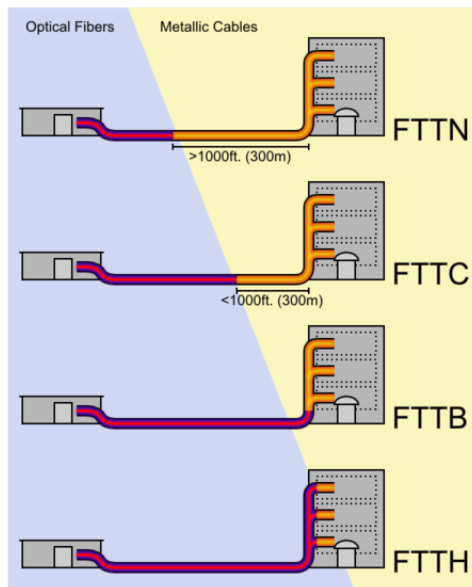 Optical Fibers
Metallic Cables
FTTN
>1000ft. (300m)
FTTC
<1000ft. (300m)
FTTB
FTTH